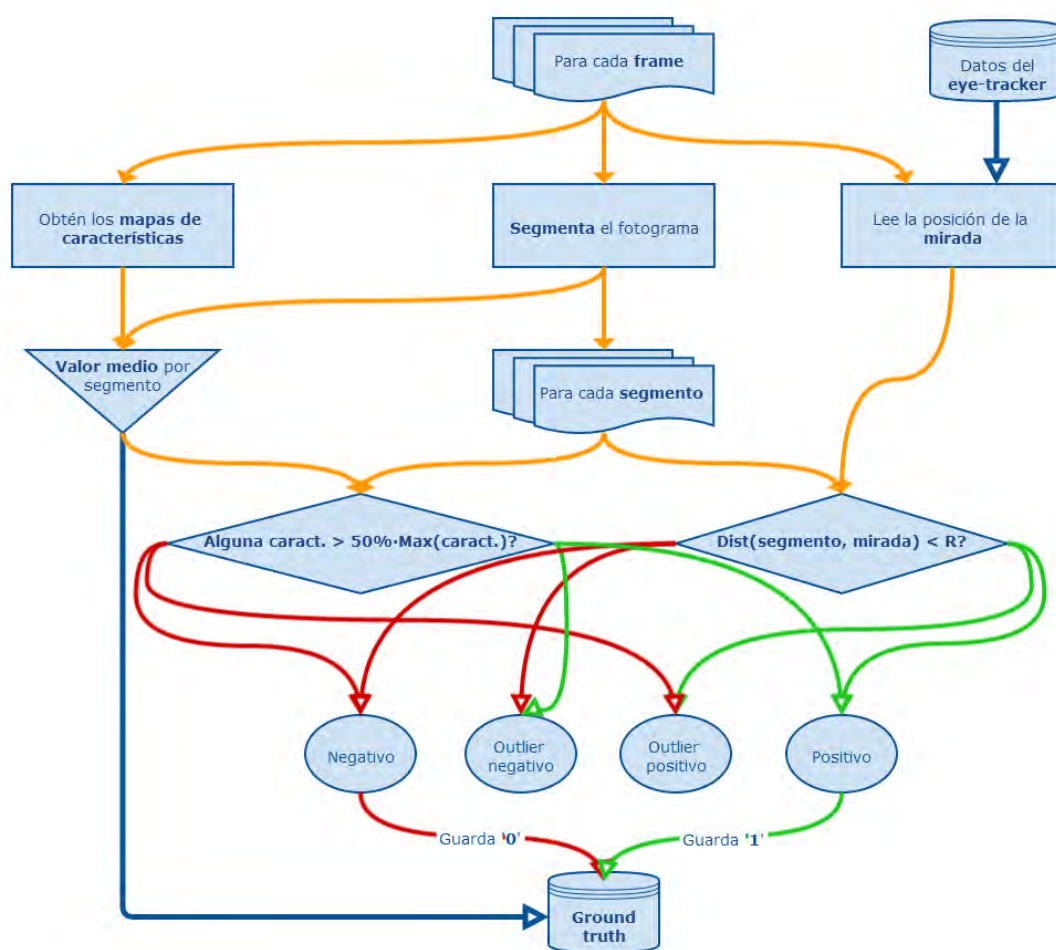 Para cada frame
Datos del
eye-tracker
Obtén los mapas de
características
Segmenta el fotograma
Lee la posición de la
mirada
Valor medio por
segmento
Para cada segmento
Alguna caract. > 50%·Max(caract.)?
Dist(segmento, mirada) < R?
Negativo
Outlier
negativo
Outlier
positivo
Positivo
Guarda '0'
Guarda '1'
Ground
truth